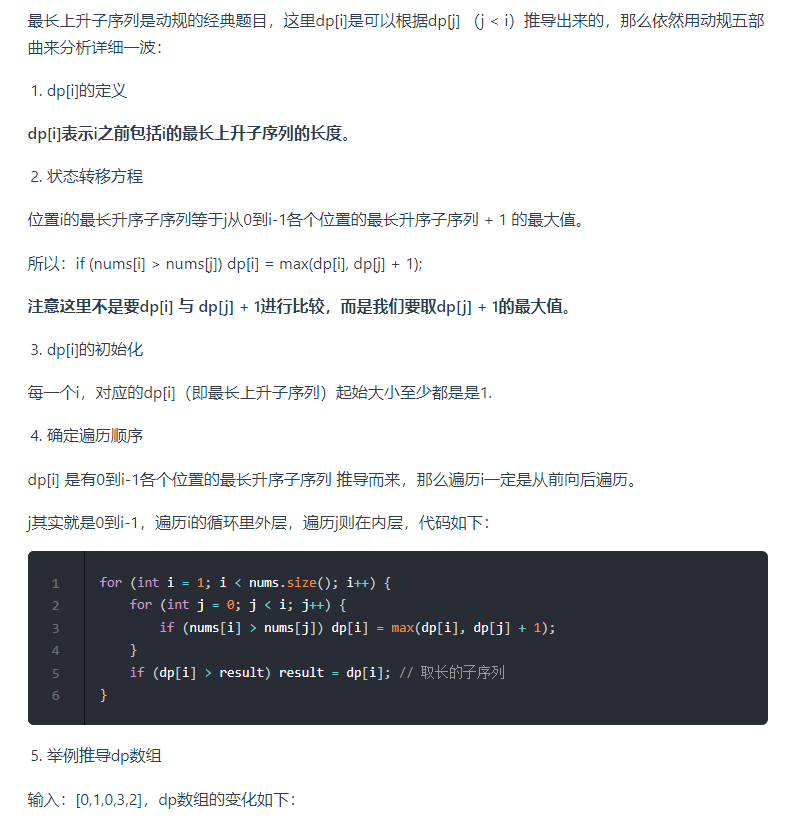 最长上升子序列是动规的经典题目，这里dp[i]是可以根据dp[j] （j < i）推导出来的，那么依然用动规五部
曲来分析详细一波：
1. dp[i]的定义
dp[i]表示i之前包括i的最长上升子序列的长度。
2. 状态转移方程
位置i的最长升序子序列等于j从0到i-1各个位置的最长升序子序列 + 1 的最大值。
所以：if (nums[i] > nums[j]) dp[i] = max(dp[i], dp[j] + 1);
注意这里不是要dp[i] 与 dp[j] + 1进行比较，而是我们要取dp[j] + 1的最大值。
3. dp[i]的初始化
每一个i，对应的dp[i]（即最长上升子序列）起始大小至少都是是1.
4. 确定遍历顺序
dp[i] 是有0到i-1各个位置的最长升序子序列 推导而来，那么遍历i一定是从前向后遍历。
j其实就是0到i-1，遍历i的循环里外层，遍历j则在内层，代码如下：
1 for (int i = 1; i < nums.size(); i++) {
2     for (int j = 0; j < i; j++) {
3         if (nums[i] > nums[j]) dp[i] = max(dp[i], dp[j] + 1);
4     }
5     if (dp[i] > result) result = dp[i]; // 取长的子序列
6 }
5. 举例推导dp数组
输入：[0,1,0,3,2]，dp数组的变化如下：